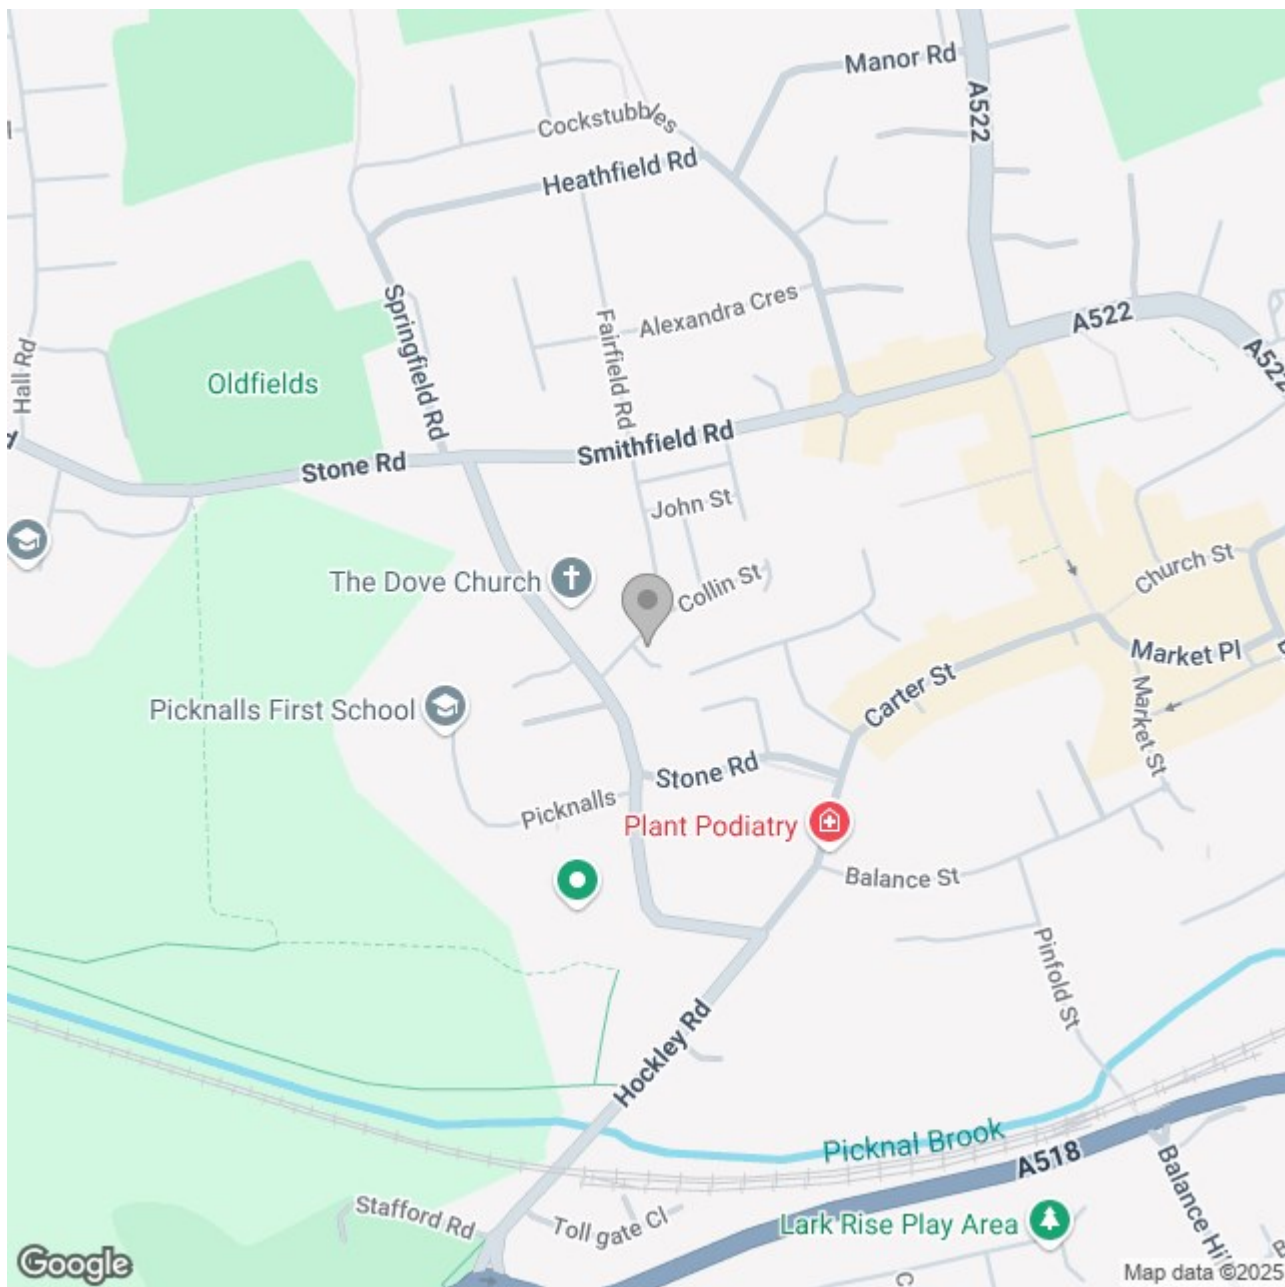 Manor Rd
A522
Cockstubbles
Heathfield Rd
Springfield Rd
Fairfield Rd
Alexandra Cres
A522
A522
Hall Rd
Oldfields
Smithfield Rd
Stone Rd
John St
The Dove Church
Collin St
Church St
Market Pl
Picknalls First School
Carter St
Market St
Stone Rd
Picknalls
Plant Podiatry
Balance St
Pinfold St
Hockley Rd
Picknal Brook
A518
Balance Hil
Stafford Rd
Toll gate Cl
Lark Rise Play Area
Google
Map data ©2025